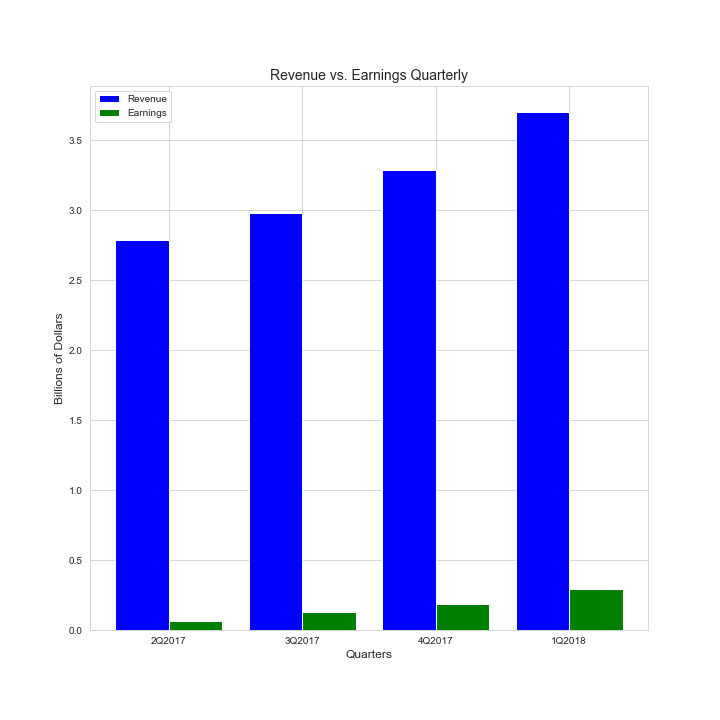 Revenue vs. Earnings Quarterly
Revenue
Earnings
3.5
3.0
2.5
2.0
1.5
1.0
0.5
0.0
Billions of Dollars
2Q2017 3Q2017 4Q2017 1Q2018
Quarters